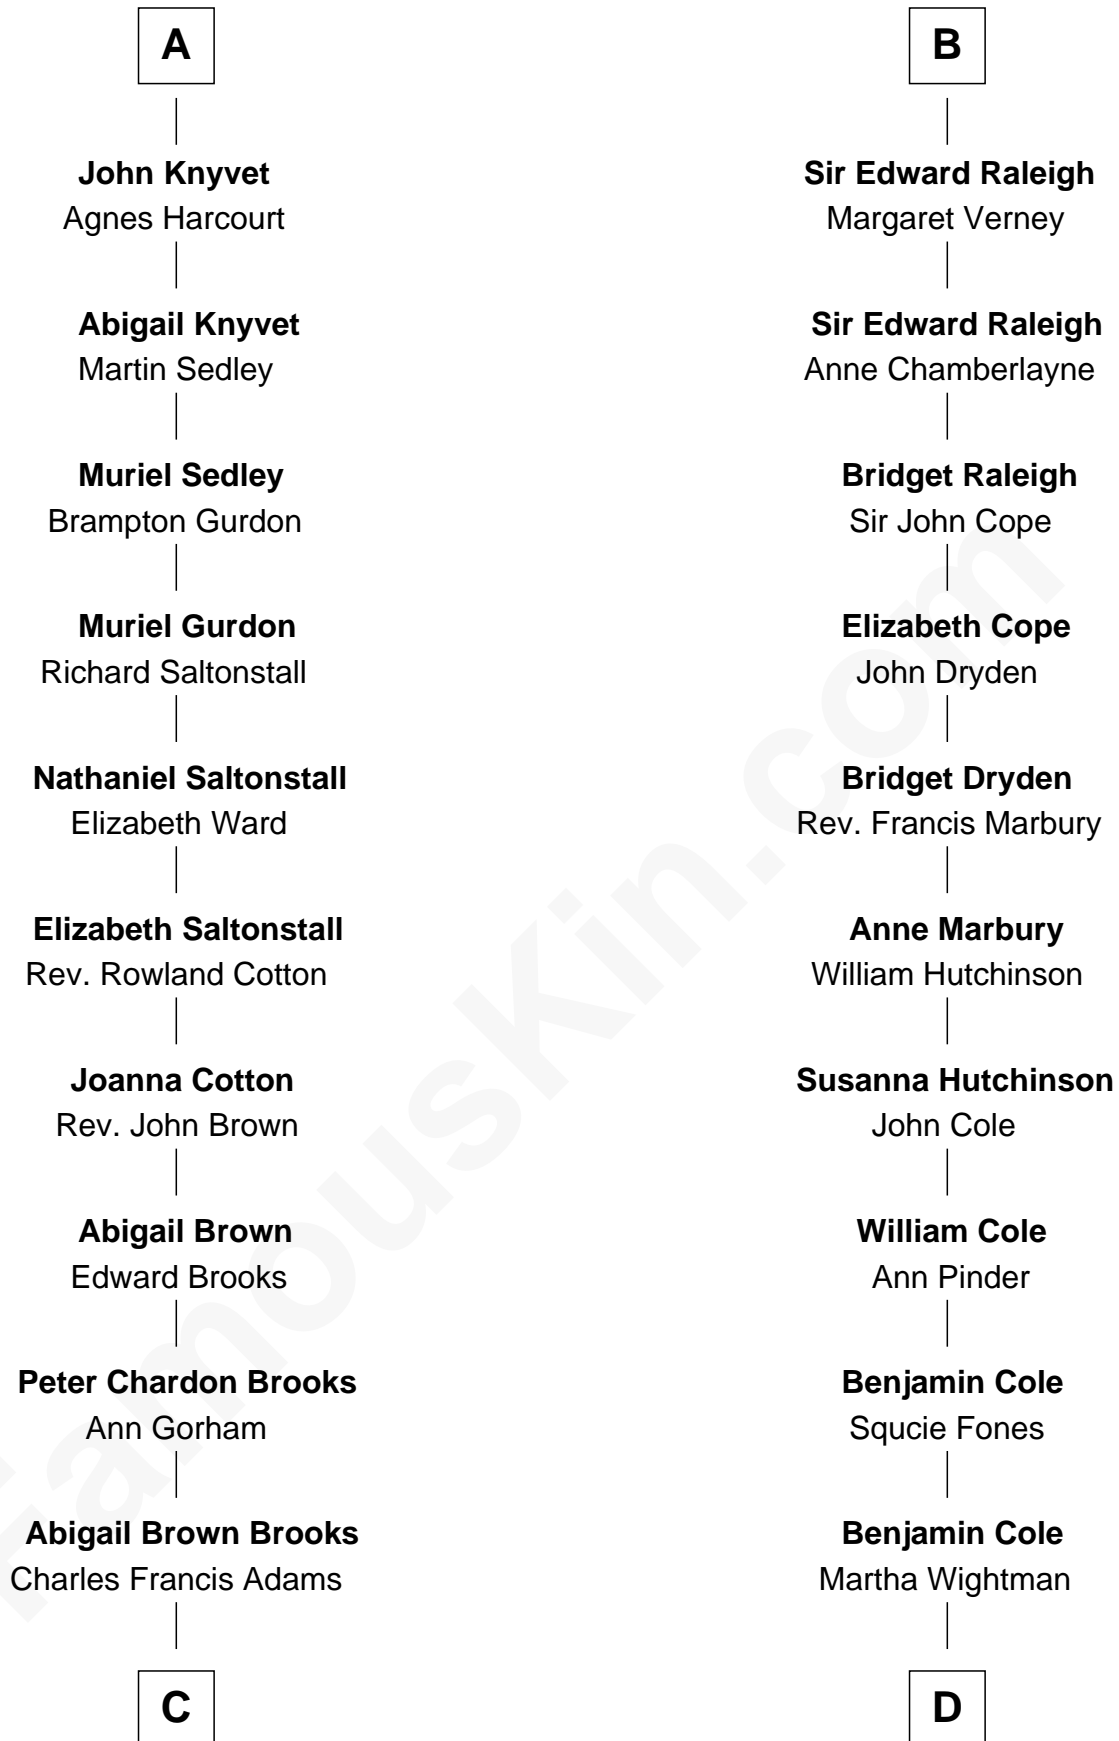 A
John Knyvet
Agnes Harcourt
Abigail Knyvet
Martin Sedley
Muriel Sedley
Brampton Gurdon
Muriel Gurdon
Richard Saltonstall
Nathaniel Saltonstall
Elizabeth Ward
Elizabeth Saltonstall
Rev. Rowland Cotton
Joanna Cotton
Rev. John Brown
Abigail Brown
Edward Brooks
Peter Chardon Brooks
Ann Gorham
Abigail Brown Brooks
Charles Francis Adams
C
B
Sir Edward Raleigh
Margaret Verney
Sir Edward Raleigh
Anne Chamberlayne
Bridget Raleigh
Sir John Cope
Elizabeth Cope
John Dryden
Bridget Dryden
Rev. Francis Marbury
Anne Marbury
William Hutchinson
Susanna Hutchinson
John Cole
William Cole
Ann Pinder
Benjamin Cole
Squcie Fones
Benjamin Cole
Martha Wightman
D
FamousKin.com